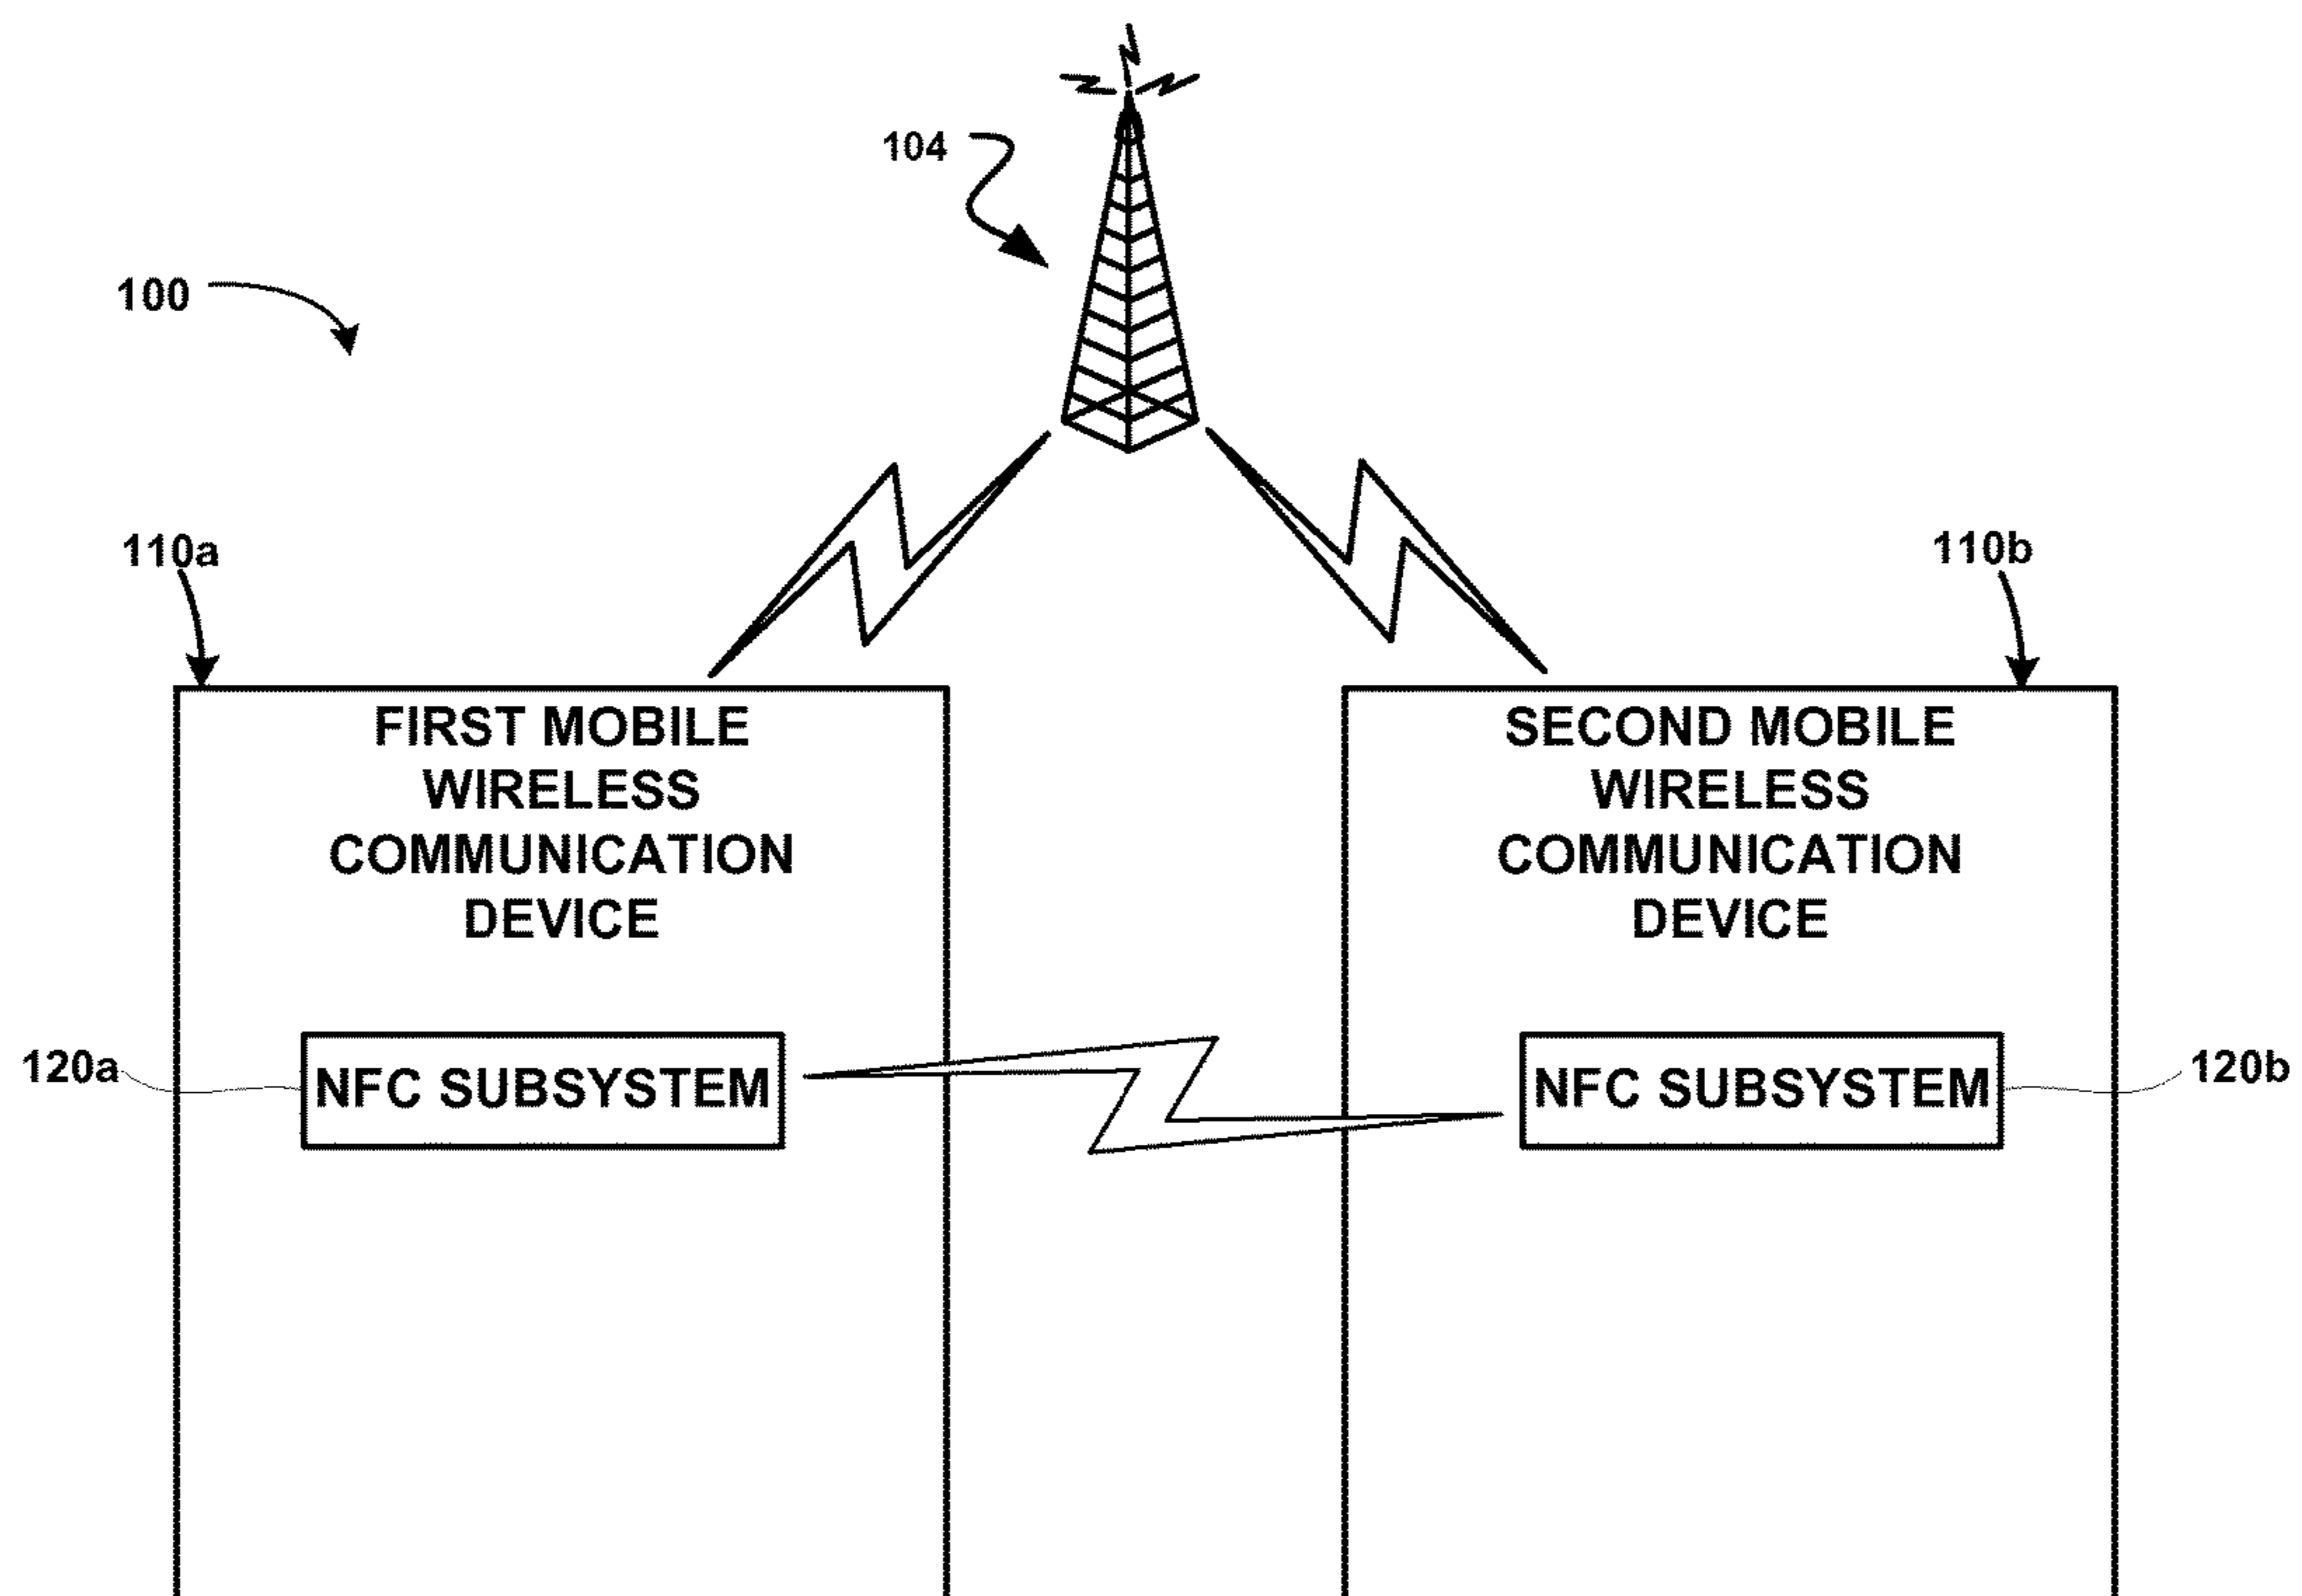 104
100
110a
110b
FIRST MOBILE
WIRELESS
COMMUNICATION
DEVICE
SECOND MOBILE
WIRELESS
COMMUNICATION
DEVICE
120a
NFC SUBSYSTEM
NFC SUBSYSTEM
120b